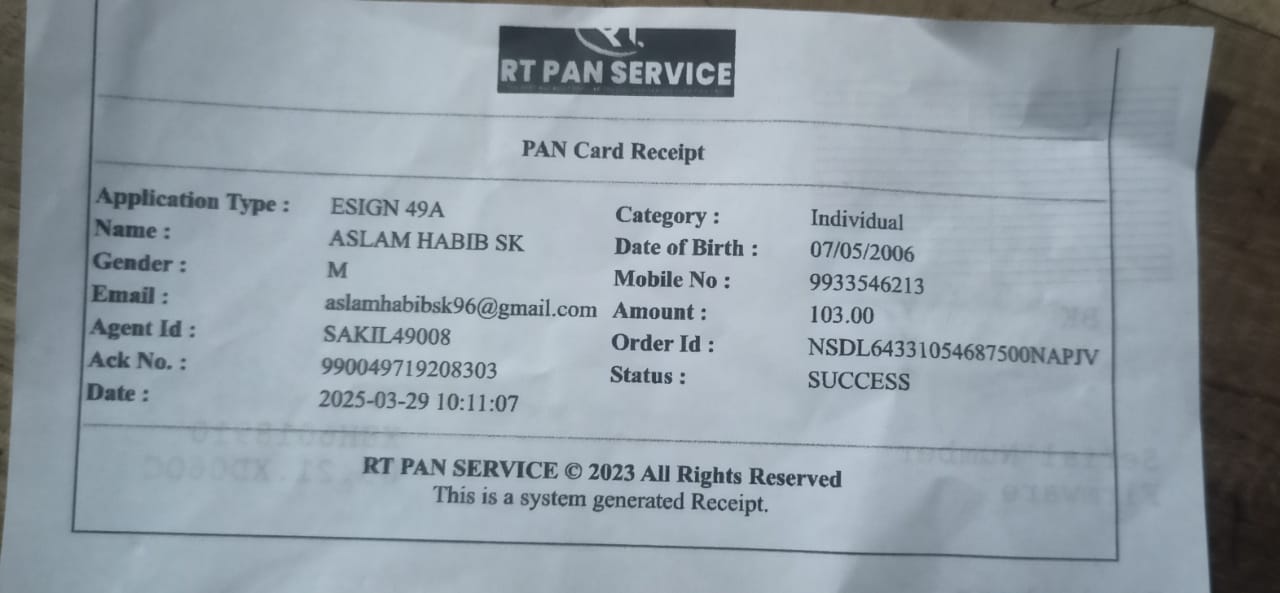 RT.
RT PAN SERVICE
PAN Card Receipt
Application Type : ESIGN 49A Category : Individual
Name : ASLAM HABIB SK Date of Birth : 07/05/2006
Gender : M Mobile No : 9933546213
Email : aslamhabibsk96@gmail.com Amount : 103.00
Agent Id : SAKIL49008 Order Id : NSDL64331054687500NAPJV
Ack No. : 990049719208303 Status : SUCCESS
Date : 2025-03-29 10:11:07
RT PAN SERVICE © 2023 All Rights Reserved
This is a system generated Receipt.